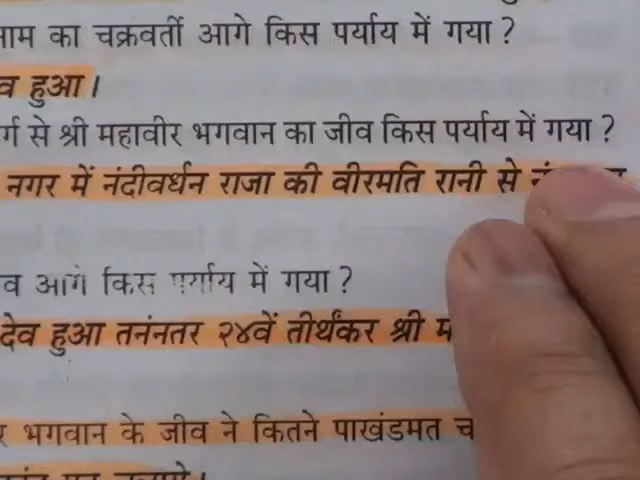 नाम का चक्रवर्ती आगे किस पर्याय में गया ?
हुआ।
से श्री महावीर भगवान का जीव किस पर्याय में गया ?
नगर में नंदीवर्धन राजा की वीरमति रानी से
व आगे किस पर्याय में गया ?
देव हुआ तनंनतर २४वें तीर्थंकर श्री
भगवान के जीव ने कितने पाखंडमत